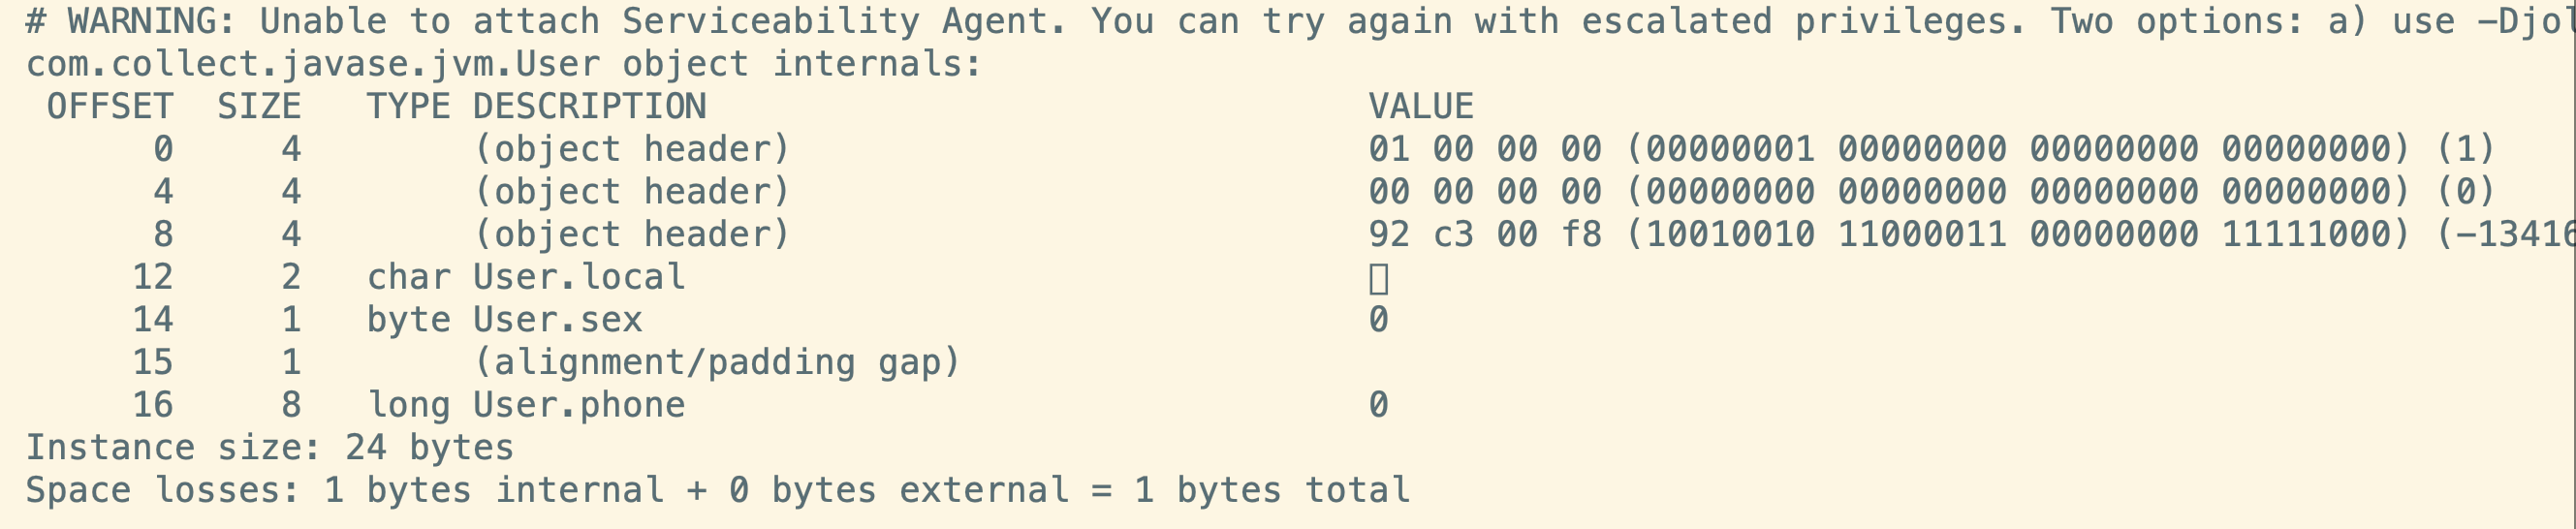 # WARNING: Unable to attach Serviceability Agent. You can try again with escalated privileges. Two options: a) use -Djol
com.collect.javase.jvm.User object internals:
 OFFSET  SIZE   TYPE DESCRIPTION                               VALUE
      0     4        (object header)                           01 00 00 00 (00000001 00000000 00000000 00000000) (1)
      4     4        (object header)                           00 00 00 00 (00000000 00000000 00000000 00000000) (0)
      8     4        (object header)                           92 c3 00 f8 (10010010 11000011 00000000 11111000) (-13416
     12     2   char User.local
     14     1   byte User.sex                                  0
     15     1        (alignment/padding gap)
     16     8   long User.phone                                0
Instance size: 24 bytes
Space losses: 1 bytes internal + 0 bytes external = 1 bytes total